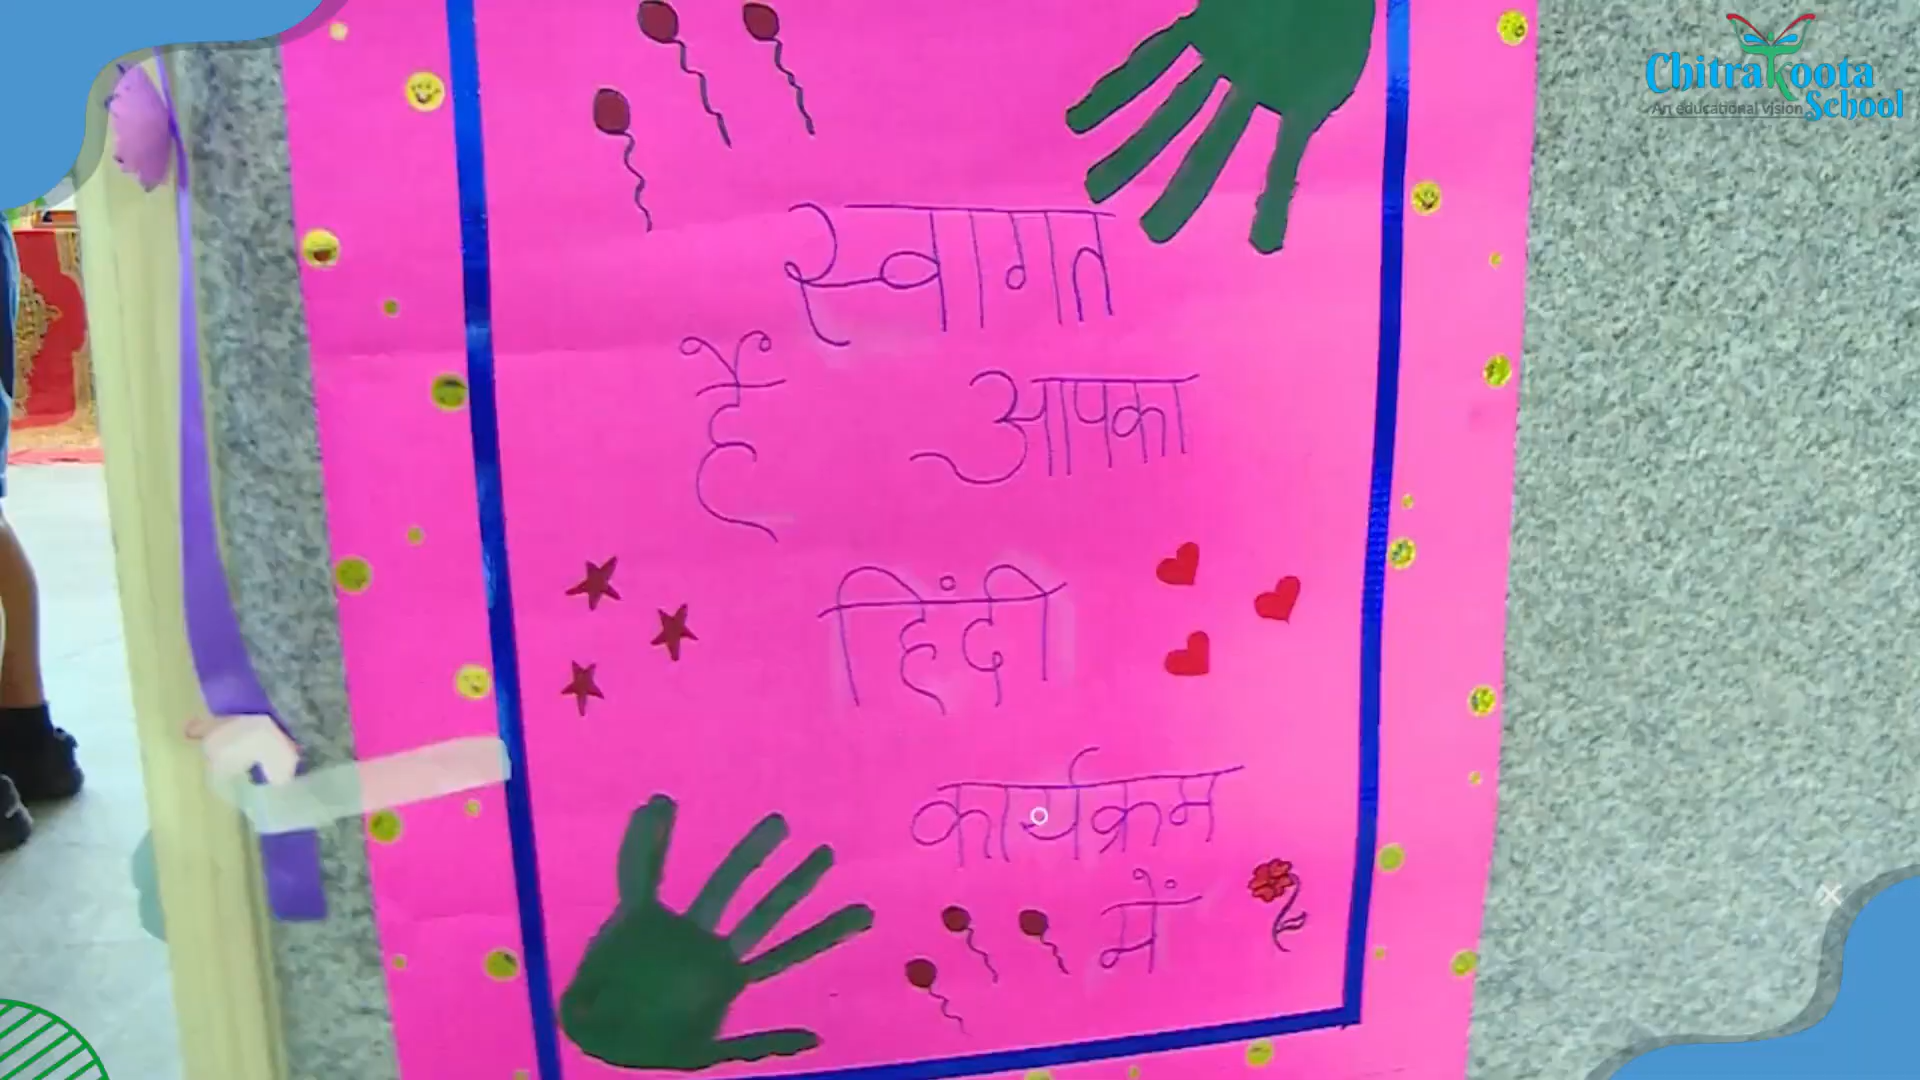 Chitrakoota
An educational vision School
स्वागत
हैं आपका
हिंदी
कार्यक्रम
में